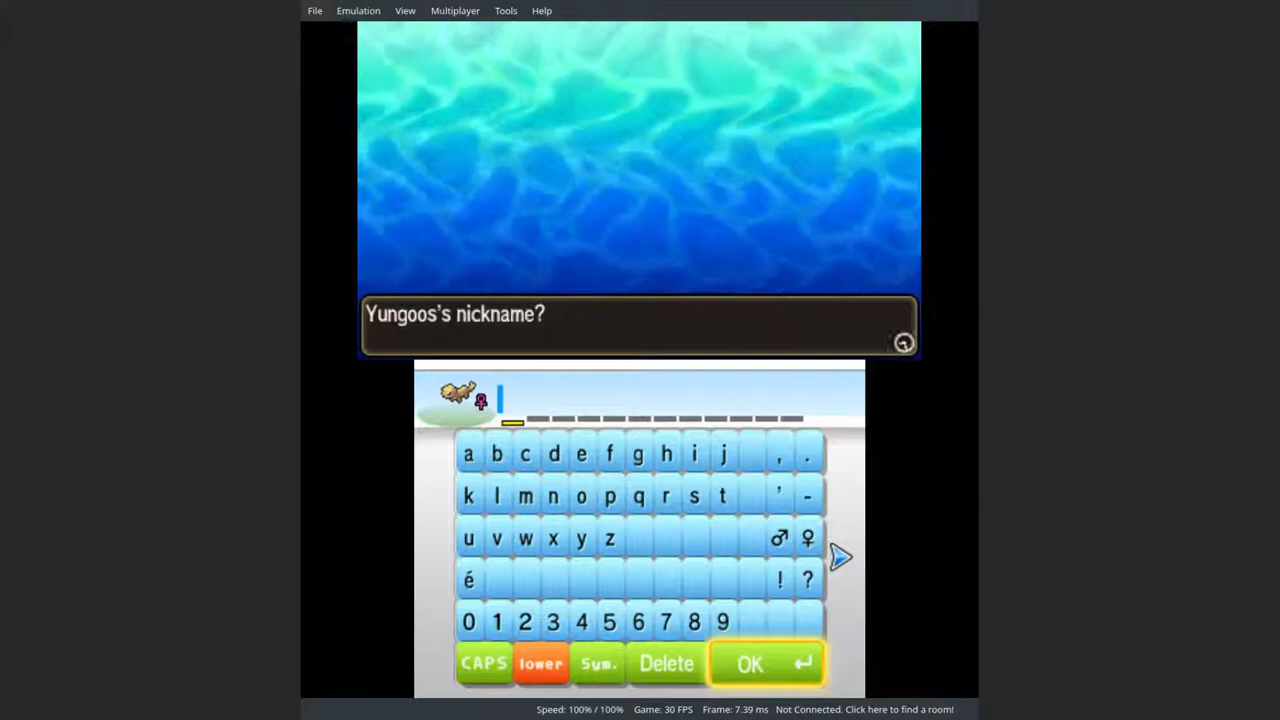 File Emulation View Multiplayer Tools Help
Yungoos's nickname?
a b c d e f g h i j , .
k l m n o p q r s t ' -
u v w x y z ♂ ♀
é ! ?
0 1 2 3 4 5 6 7 8 9
CAPS lower Sym. Delete OK
Speed: 100% / 100% Game: 30 FPS Frame: 7.39 ms Not Connected. Click here to find a room!